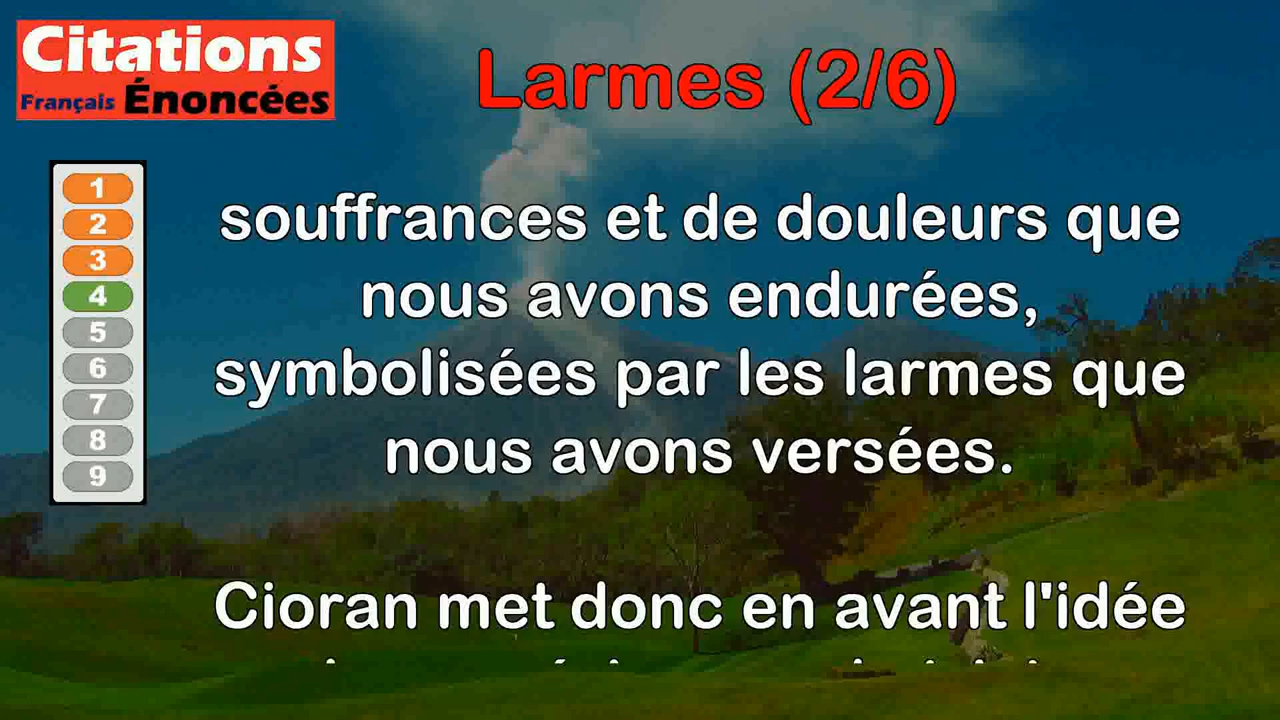 Citations
Français Énoncées
Larmes (2/6)
1
2
3
4
5
6
7
8
9
souffrances et de douleurs que
nous avons endurées,
symbolisées par les larmes que
nous avons versées.
Cioran met donc en avant l'idée